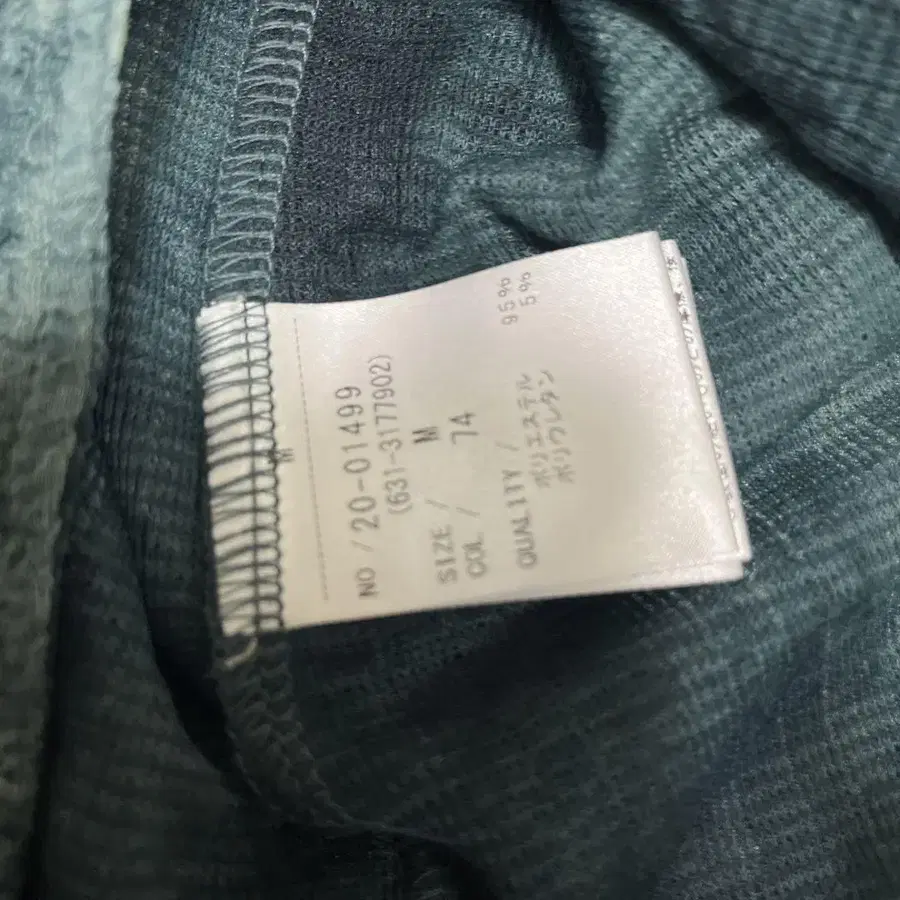 M
NO / 20-01499
(631-3177902)
SIZE / M
COL / 74
QUALITY /
ポリエステル 95%
ポリウレタン 5%